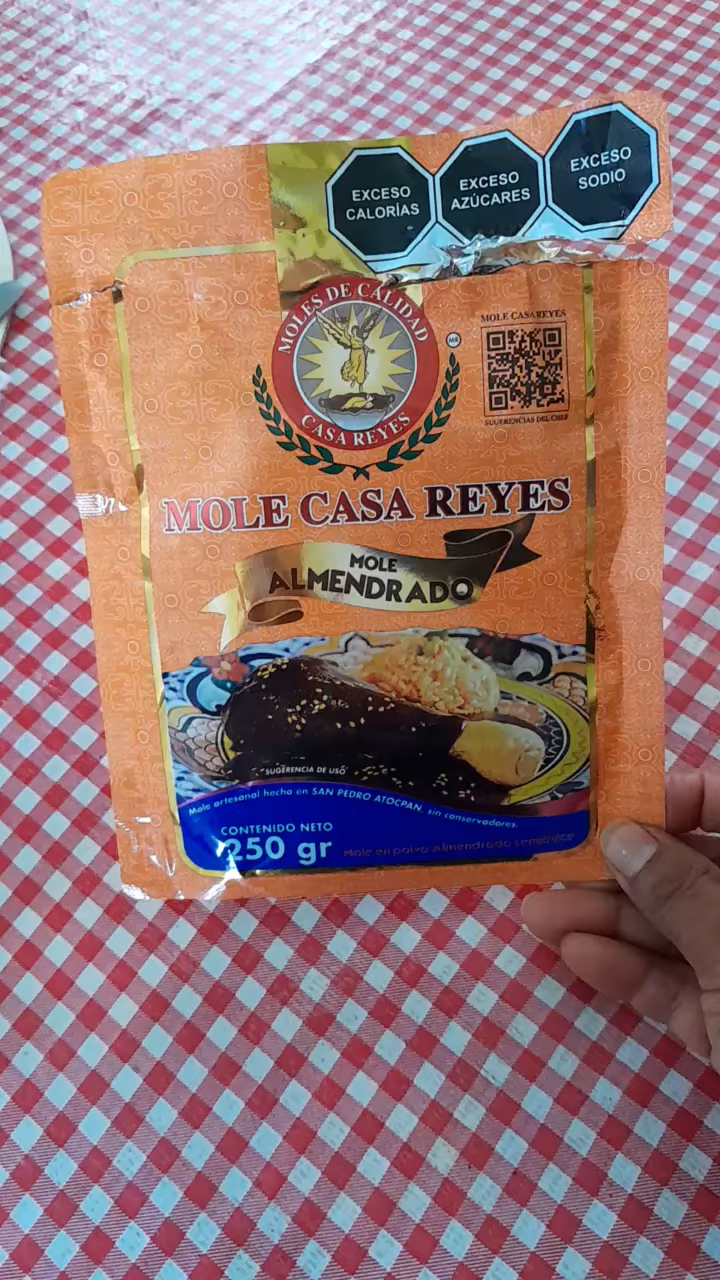 EXCESO
CALORÍAS
EXCESO
AZÚCARES
EXCESO
SODIO
MOLES DE CALIDAD
CASA REYES
MR
MOLE CASAREYES
SUGERENCIAS DEL CHEF
MOLE CASA REYES
MOLE
ALMENDRADO
"SUGERENCIA DE USO"
Mole artesanal hecho en SAN PEDRO ATOCPAN, sin conservadores.
CONTENIDO NETO
250 gr
Mole en polvo Almendrado semidulce